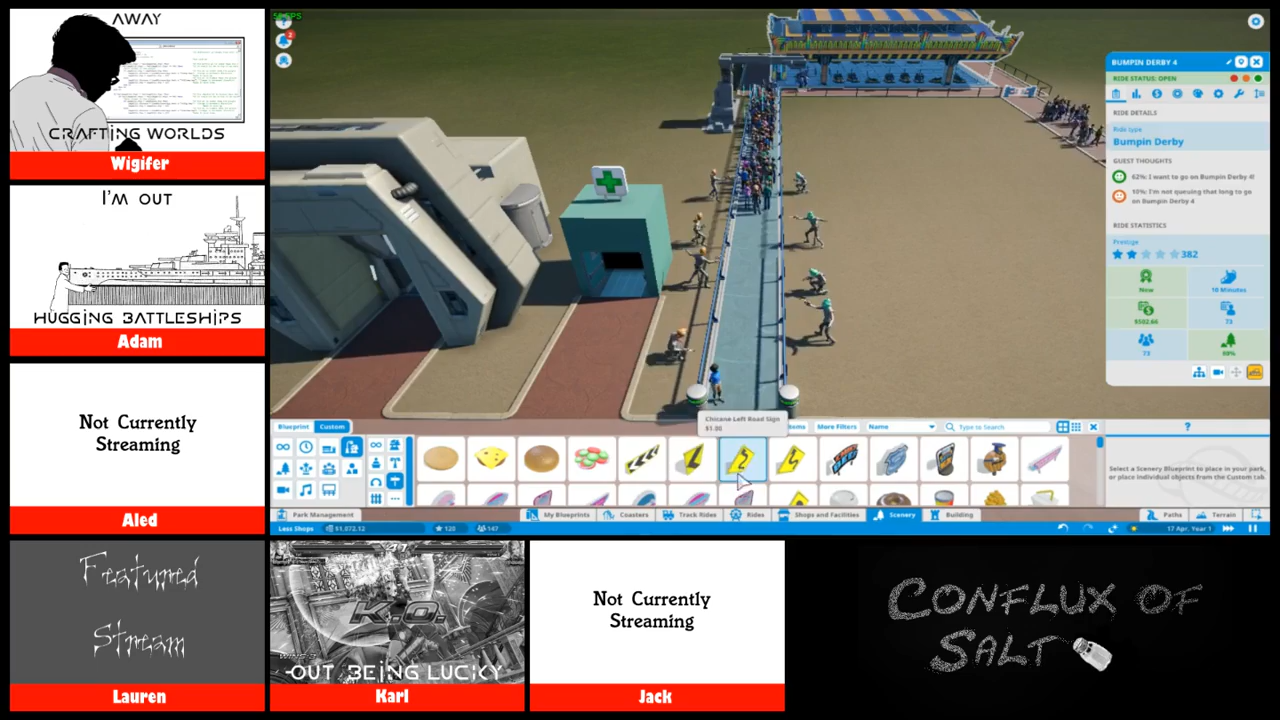 AWAY
CRAFTING WORLDS
Wigifer
I'M OUT
HUGGING BATTLESHIPS
Adam
Not Currently
Streaming
Aled
Featured
Stream
Lauren
K.O.
OUT BEING LUCKY
Karl
Not Currently
Streaming
Jack
CONFLUX OF
SALT
2
BUMPIN DERBY 4
RIDE STATUS: OPEN
RIDE DETAILS
Ride type
Bumpin Derby
GUEST THOUGHTS
62%: I want to go on Bumpin Derby 4!
10%: I'm not queuing that long to go
on Bumpin Derby 4
RIDE STATISTICS
Prestige
382
New
10 Minutes
$502.66
73
73
88%
Chicane Left Road Sign
$1.00
Blueprint
Custom
More Filters
Name
Type to Search
?
Select a Scenery Blueprint to place in your park,
or place individual objects from the Custom tab.
Park Management
My Blueprints
Coasters
Track Rides
Rides
Shops and Facilities
Scenery
Building
Paths
Terrain
Less Shops
$1,072.12
120
147
17 Apr, Year 1